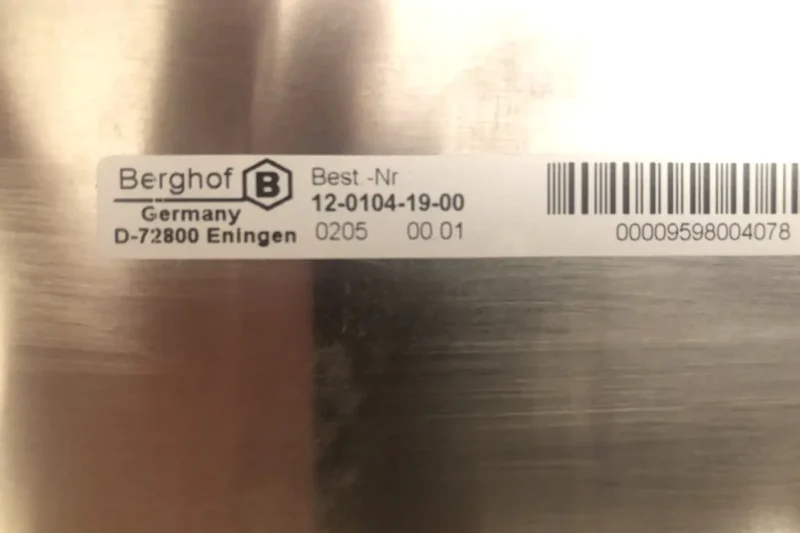 Berghof B
Germany
D-72800 Eningen
Best.-Nr
12-0104-19-00
0205 00.01
00009598004078